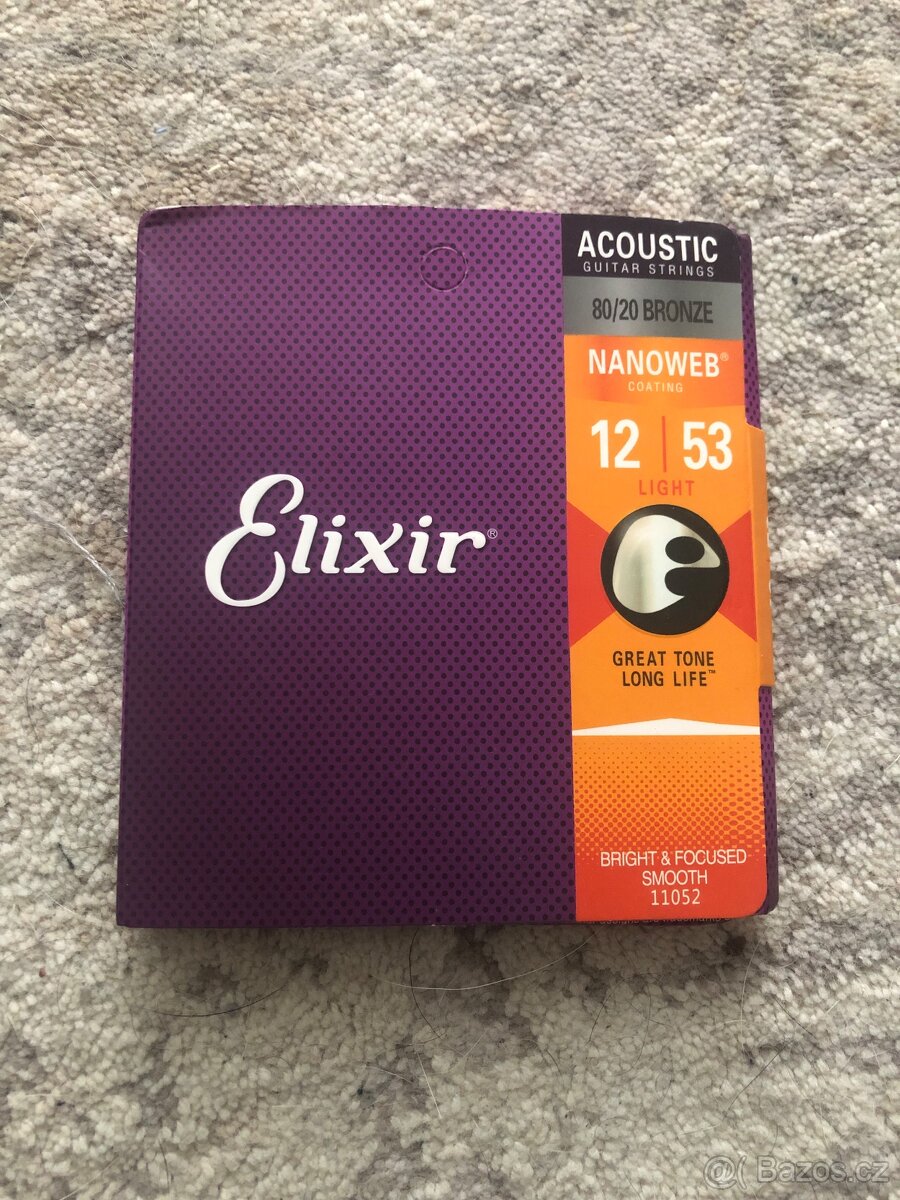 ACOUSTIC
GUITAR STRINGS
80/20 BRONZE
NANOWEB®
COATING
12 | 53
LIGHT
Elixir®
GREAT TONE
LONG LIFE™
BRIGHT & FOCUSED
SMOOTH
11052
@( Bazos.cz